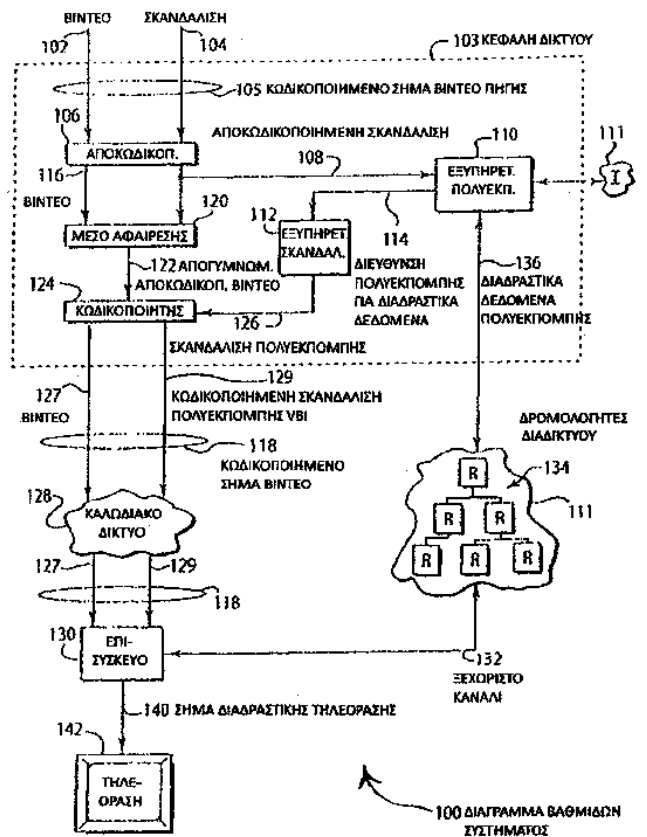 ΒΙΝΤΕΟ
ΣΚΑΝΔΑΛΙΣΗ
102
104
103 ΚΕΦΑΛΗ ΔΙΚΤΥΟΥ
105 ΚΩΔΙΚΟΠΟΙΗΜΕΝΟ ΣΗΜΑ ΒΙΝΤΕΟ ΠΗΓΗΣ
106
ΑΠΟΚΩΔΙΚΟΠΟΙΗΜΕΝΗ ΣΚΑΝΔΑΛΙΣΗ
110
111
ΑΠΟΚΩΔΙΚΟΠ.
116
108
ΕΞΥΠΗΡΕΤ.
ΠΟΛΥΕΚΠ.
I
ΒΙΝΤΕΟ
120
112
114
ΜΕΣΟ ΑΦΑΙΡΕΣΗΣ
ΕΞΥΠΗΡΕΤ.
ΣΚΑΝΔΑΛ.
122 ΑΠΟΓΥΜΝΩΜ.
ΑΠΟΚΩΔΙΚΟΠ. ΒΙΝΤΕΟ
ΔΙΕΥΘΥΝΣΗ
ΠΟΛΥΕΚΠΟΜΠΗΣ
ΓΙΑ ΔΙΑΔΡΑΣΤΙΚΑ
ΔΕΔΟΜΕΝΑ
136
ΔΙΑΔΡΑΣΤΙΚΑ
ΔΕΔΟΜΕΝΑ
ΠΟΛΥΕΚΠΟΜΠΗΣ
124
ΚΩΔΙΚΟΠΟΙΗΤΗΣ
126
ΣΚΑΝΔΑΛΙΣΗ ΠΟΛΥΕΚΠΟΜΠΗΣ
127
129
ΒΙΝΤΕΟ
ΚΩΔΙΚΟΠΟΙΗΜΕΝΗ ΣΚΑΝΔΑΛΙΣΗ
ΠΟΛΥΕΚΠΟΜΠΗΣ VBI
118
ΚΩΔΙΚΟΠΟΙΗΜΕΝΟ
ΣΗΜΑ ΒΙΝΤΕΟ
ΔΡΟΜΟΛΟΓΗΤΕΣ
ΔΙΑΔΙΚΤΥΟΥ
134
111
R
R R
R R R
128
ΚΑΛΩΔΙΑΚΟ
ΔΙΚΤΥΟ
127
129
118
130
ΕΠΙ-
ΣΥΣΚΕΥΟ
132
ΞΕΧΩΡΙΣΤΟ
ΚΑΝΑΛΙ
140 ΣΗΜΑ ΔΙΑΔΡΑΣΤΙΚΗΣ ΤΗΛΕΟΡΑΣΗΣ
142
ΤΗΛΕ-
ΟΡΑΣΗ
100 ΔΙΑΓΡΑΜΜΑ ΒΑΘΜΙΔΩΝ
ΣΥΣΤΗΜΑΤΟΣ